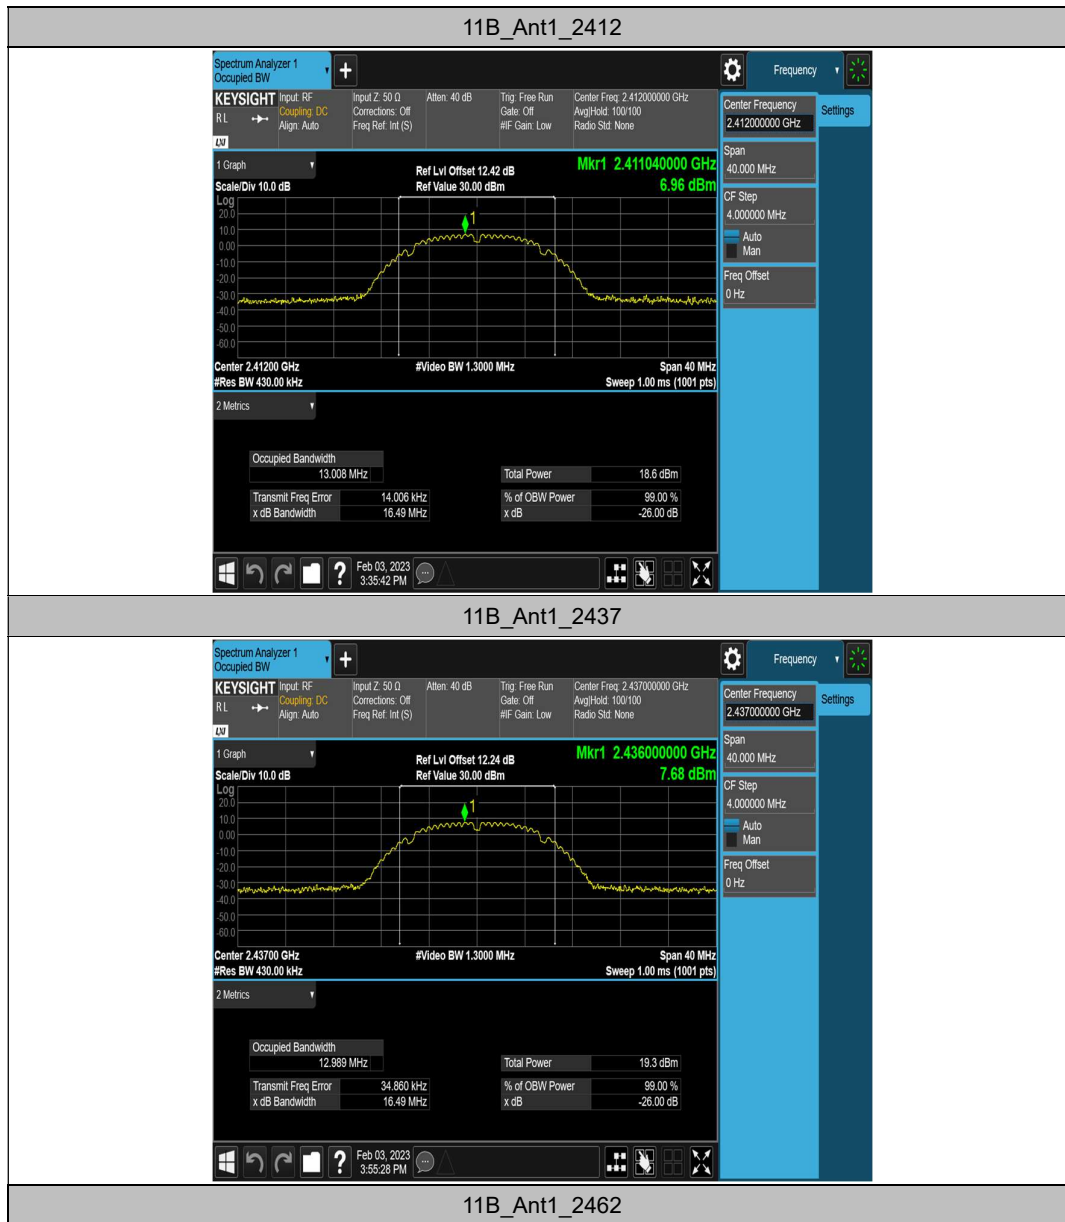 11B_Ant1_2412
Spectrum Analyzer 1
Occupied BW
+
Frequency
KEYSIGHT
RL
LXI
Input: RF
Coupling: DC
Align: Auto
Input Z: 50 Ω
Corrections: Off
Freq Ref: Int (S)
Atten: 40 dB
Trig: Free Run
Gate: Off
#IF Gain: Low
Center Freq: 2.412000000 GHz
Avg|Hold: 100/100
Radio Std: None
Center Frequency
2.412000000 GHz
Settings
Span
40.000 MHz
CF Step
4.000000 MHz
Auto
Man
Freq Offset
0 Hz
1 Graph
Scale/Div 10.0 dB
Ref Lvl Offset 12.42 dB
Ref Value 30.00 dBm
Mkr1 2.411040000 GHz
6.96 dBm
Log
20.0
10.0
0.00
-10.0
-20.0
-30.0
-40.0
-50.0
-60.0
1
Center 2.41200 GHz
#Video BW 1.3000 MHz
Span 40 MHz
#Res BW 430.00 kHz
Sweep 1.00 ms (1001 pts)
2 Metrics
Occupied Bandwidth
13.008 MHz
Total Power 18.6 dBm
Transmit Freq Error 14.006 kHz
% of OBW Power 99.00 %
x dB Bandwidth 16.49 MHz
x dB -26.00 dB
?
Feb 03, 2023
3:35:42 PM
11B_Ant1_2437
Spectrum Analyzer 1
Occupied BW
+
Frequency
KEYSIGHT
RL
LXI
Input: RF
Coupling: DC
Align: Auto
Input Z: 50 Ω
Corrections: Off
Freq Ref: Int (S)
Atten: 40 dB
Trig: Free Run
Gate: Off
#IF Gain: Low
Center Freq: 2.437000000 GHz
Avg|Hold: 100/100
Radio Std: None
Center Frequency
2.437000000 GHz
Settings
Span
40.000 MHz
CF Step
4.000000 MHz
Auto
Man
Freq Offset
0 Hz
1 Graph
Scale/Div 10.0 dB
Ref Lvl Offset 12.24 dB
Ref Value 30.00 dBm
Mkr1 2.436000000 GHz
7.68 dBm
Log
20.0
10.0
0.00
-10.0
-20.0
-30.0
-40.0
-50.0
-60.0
1
Center 2.43700 GHz
#Video BW 1.3000 MHz
Span 40 MHz
#Res BW 430.00 kHz
Sweep 1.00 ms (1001 pts)
2 Metrics
Occupied Bandwidth
12.989 MHz
Total Power 19.3 dBm
Transmit Freq Error 34.860 kHz
% of OBW Power 99.00 %
x dB Bandwidth 16.49 MHz
x dB -26.00 dB
?
Feb 03, 2023
3:55:28 PM
11B_Ant1_2462